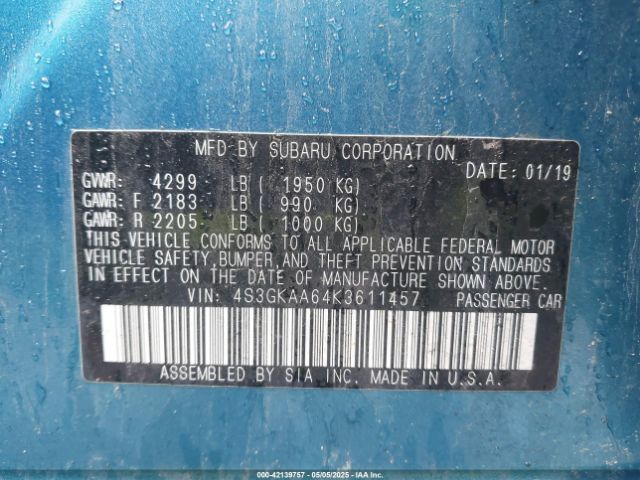 MFD BY SUBARU CORPORATION
DATE: 01/19
GVWR: 4299 LB ( 1950 KG)
GAWR: F 2183 LB ( 990 KG)
GAWR: R 2205 LB ( 1000 KG)
THIS VEHICLE CONFORMS TO ALL APPLICABLE FEDERAL MOTOR
VEHICLE SAFETY, BUMPER, AND THEFT PREVENTION STANDARDS
IN EFFECT ON THE DATE OF MANUFACTURE SHOWN ABOVE.
VIN: 4S3GKAA64K3611457 PASSENGER CAR
ASSEMBLED BY SIA INC. MADE IN U.S.A.
000-42139757 - 05/05/2025 - IAAI.com